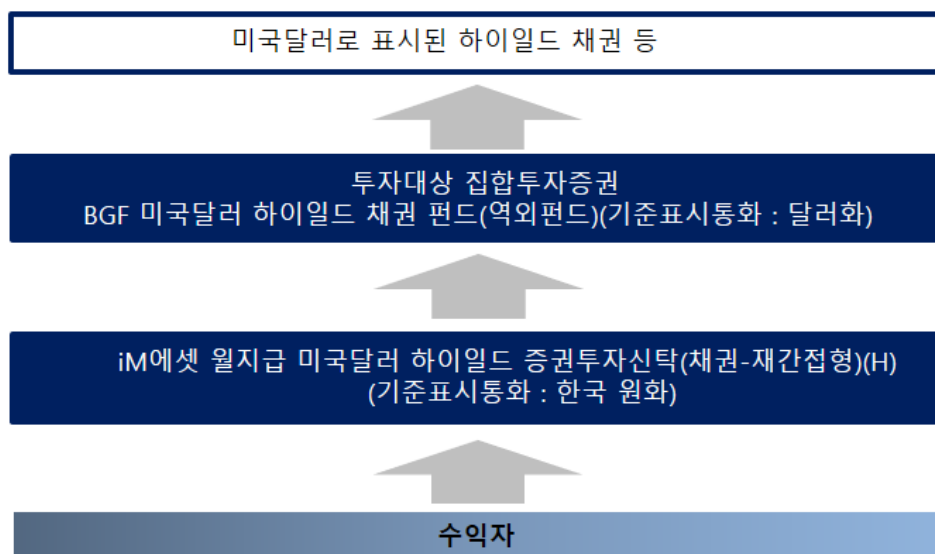 미국달러로 표시된 하이일드 채권 등
투자대상 집합투자증권
BGF 미국달러 하이일드 채권 펀드(역외펀드)(기준표시통화 : 달러화)
iM에셋 월지급 미국달러 하이일드 증권투자신탁(채권-재간접형)(H)
(기준표시통화 : 한국 원화)
수익자